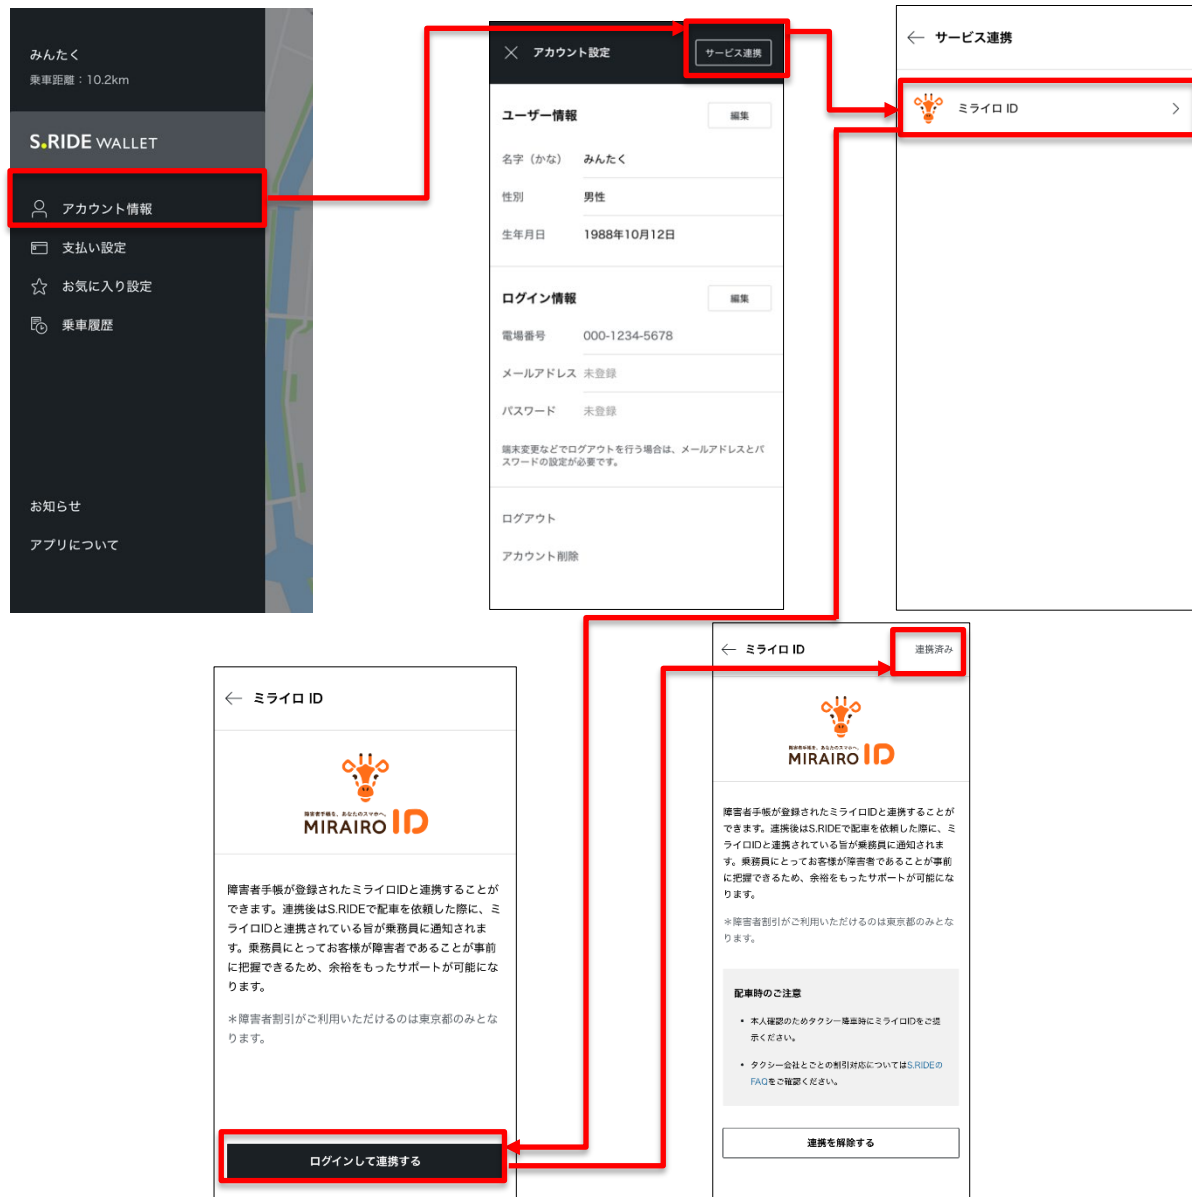 みんたく
乗車距離：10.2km
S.RIDE WALLET
アカウント情報
支払い設定
お気に入り設定
乗車履歴
お知らせ
アプリについて
アカウント設定
サービス連携
ユーザー情報
編集
名字（かな） みんたく
性別 男性
生年月日 1988年10月12日
ログイン情報
編集
電場番号 000-1234-5678
メールアドレス 未登録
パスワード 未登録
端末変更などでログアウトを行う場合は、メールアドレスとパ
スワードの設定が必要です。
ログアウト
アカウント削除
← サービス連携
ミライロ ID
← ミライロ ID
障害者手帳を、あなたのスマホへ。
MIRAIRO ID
障害者手帳が登録されたミライロIDと連携することが
できます。連携後はS.RIDEで配車を依頼した際に、ミ
ライロIDと連携されている旨が乗務員に通知されま
す。乗務員にとってお客様が障害者であることが事前
に把握できるため、余裕をもったサポートが可能にな
ります。
＊障害者割引がご利用いただけるのは東京都のみとな
ります。
ログインして連携する
← ミライロ ID
連携済み
障害者手帳を、あなたのスマホへ。
MIRAIRO ID
障害者手帳が登録されたミライロIDと連携することが
できます。連携後はS.RIDEで配車を依頼した際に、ミ
ライロIDと連携されている旨が乗務員に通知されま
す。乗務員にとってお客様が障害者であることが事前
に把握できるため、余裕をもったサポートが可能にな
ります。
＊障害者割引がご利用いただけるのは東京都のみとな
ります。
配車時のご注意
• 本人確認のためタクシー降車時にミライロIDをご提
示ください。
• タクシー会社とごとの割引対応についてはS.RIDEの
FAQをご確認ください。
連携を解除する